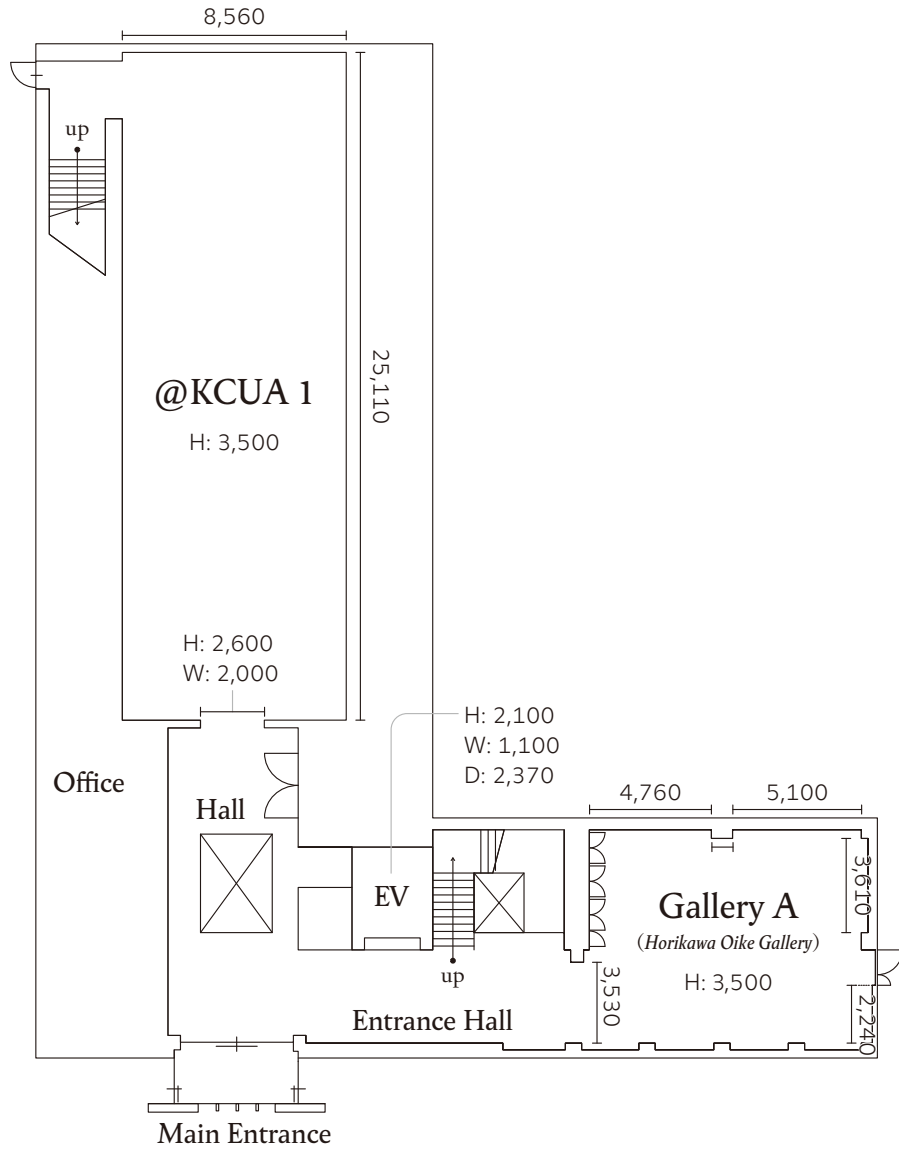 8,560
up
25,110
@KCUA 1
H: 3,500
H: 2,600
W: 2,000
H: 2,100
W: 1,100
D: 2,370
Office
Hall
4,760
5,100
3,610
EV
Gallery A
(Horikawa Oike Gallery)
H: 3,500
up
3,530
2,240
Entrance Hall
Main Entrance